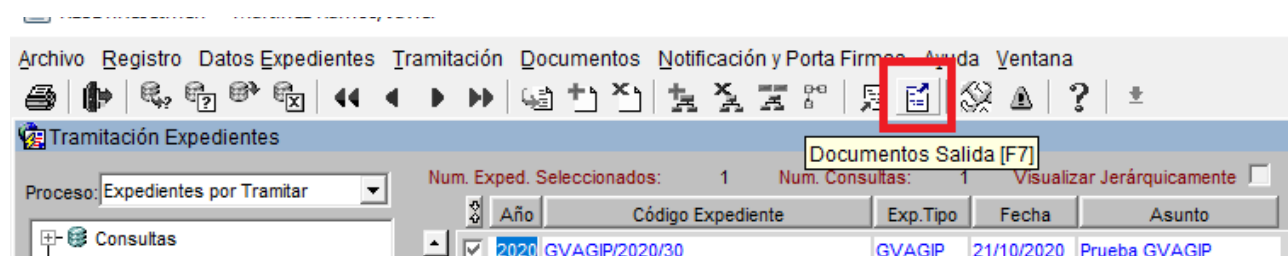 Archivo Registro Datos Expedientes Tramitación Documentos Notificación y Porta Firmas Ayuda Ventana
Tramitación Expedientes
Documentos Salida [F7]
Proceso: Expedientes por Tramitar
Num. Exped. Seleccionados: 1 Num. Consultas: 1 Visualizar Jerárquicamente
Año Código Expediente Exp.Tipo Fecha Asunto
Consultas
2020 GVAGIP/2020/30 GVAGIP 21/10/2020 Prueba GVAGIP